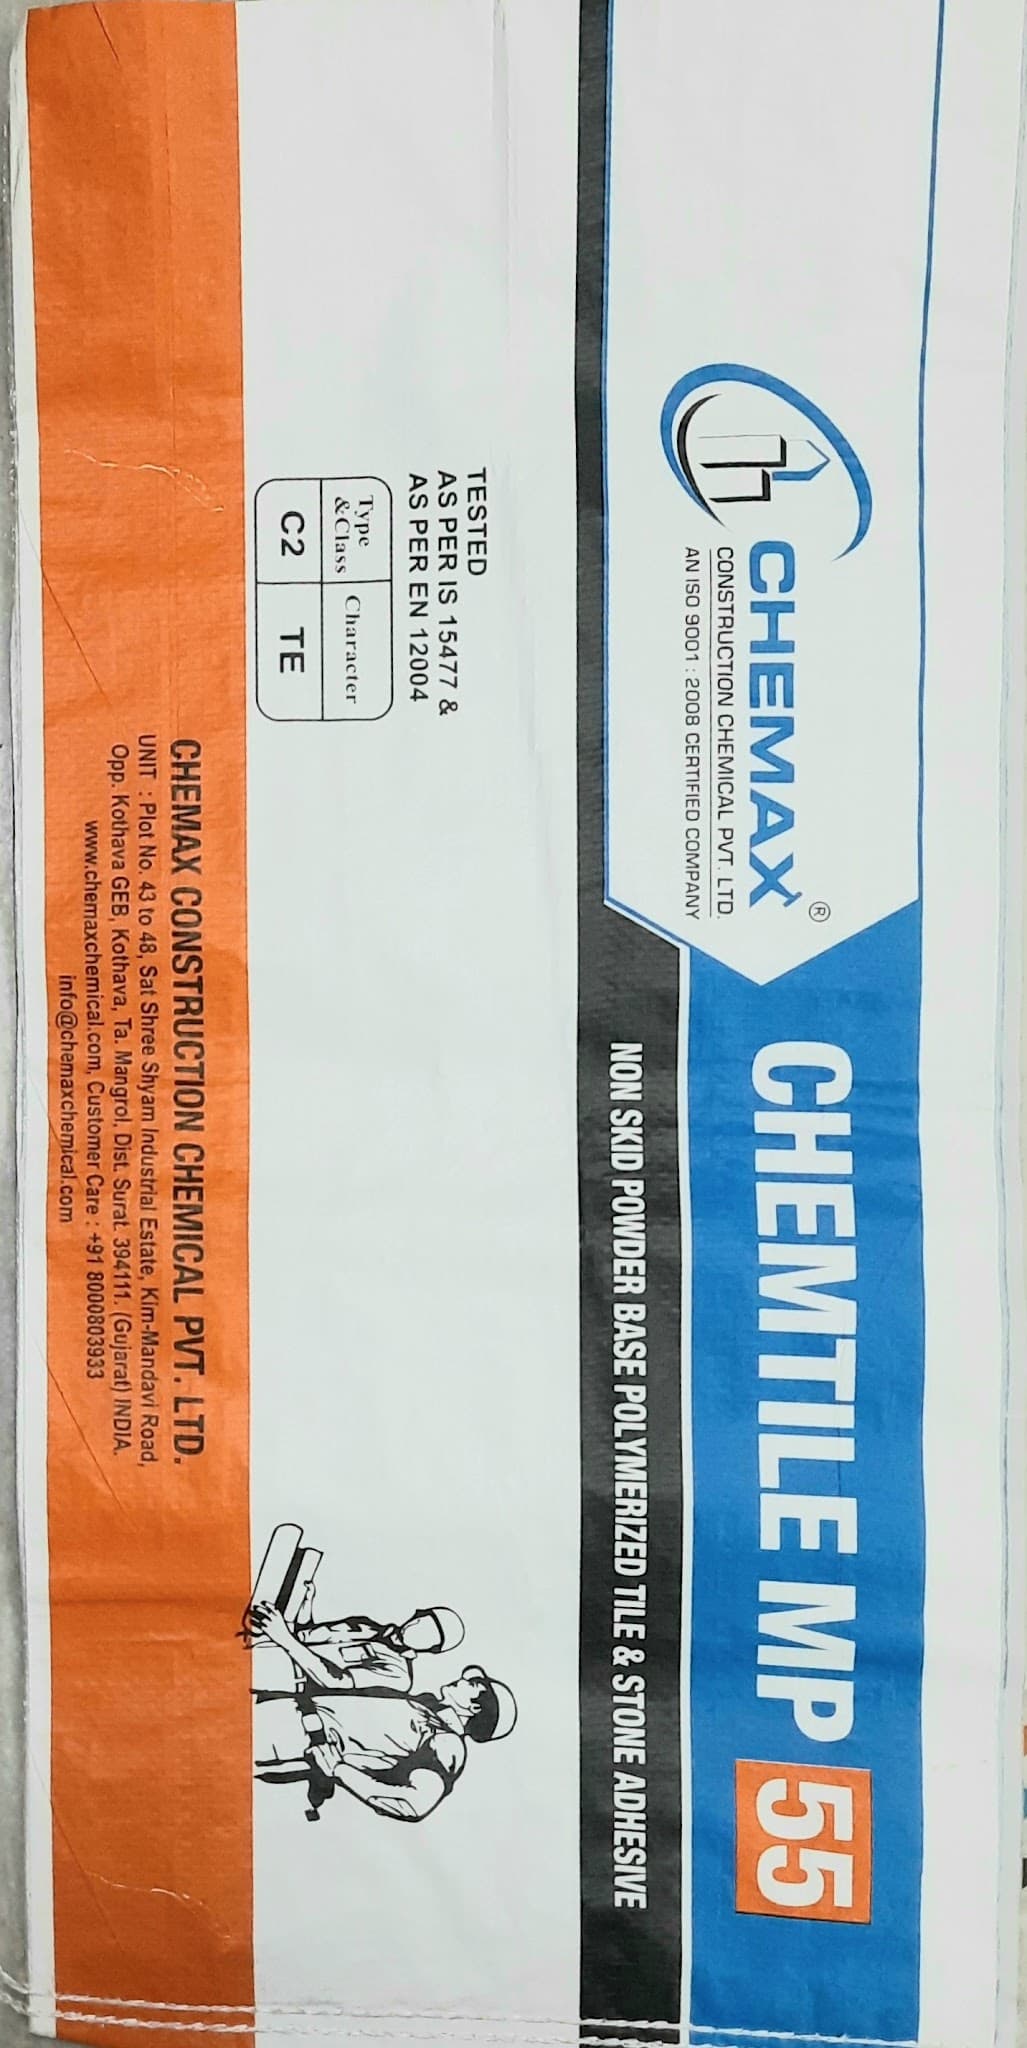 CHEMAX®
CONSTRUCTION CHEMICAL PVT. LTD.
AN ISO 9001 : 2008 CERTIFIED COMPANY
CHEMTILE MP 55
NON SKID POWDER BASE POLYMERIZED TILE & STONE ADHESIVE
TESTED
AS PER IS 15477 &
AS PER EN 12004
Type & Class Character
C2 TE
CHEMAX CONSTRUCTION CHEMICAL PVT. LTD.
UNIT : Plot No. 43 to 48, Sat Shree Shyam Industrial Estate, Kim-Mandavi Road,
Opp. Kothava GEB, Kothava, Ta. Mangrol, Dist. Surat. 394111. (Gujarat) INDIA.
www.chemaxchemical.com, Customer Care : +91 8000803933
info@chemaxchemical.com